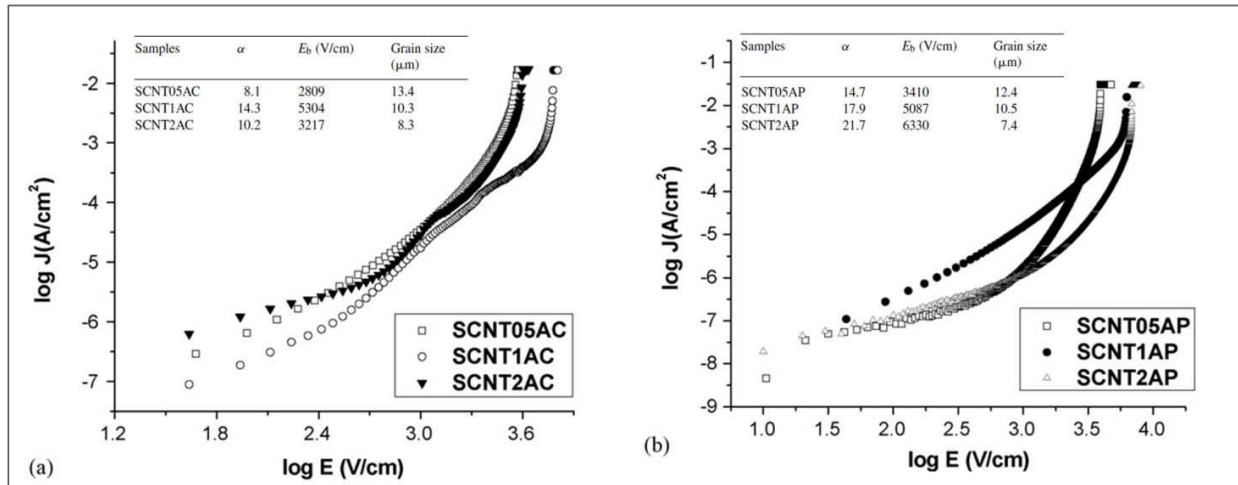 Samples α Eb (V/cm) Grain size
(μm)
SCNT05AC 8.1 2809 13.4
SCNT1AC 14.3 5304 10.3
SCNT2AC 10.2 3217 8.3
-2
-3
-4
-5
-6
-7
log J(A/cm²)
SCNT05AC
SCNT1AC
SCNT2AC
1.2 1.8 2.4 3.0 3.6
(a) log E (V/cm)
Samples α Eb (V/cm) Grain size
(μm)
SCNT05AP 14.7 3410 12.4
SCNT1AP 17.9 5087 10.5
SCNT2AP 21.7 6330 7.4
-1
-2
-3
-4
-5
-6
-7
-8
-9
log J(A/cm²)
SCNT05AP
SCNT1AP
SCNT2AP
1.0 1.5 2.0 2.5 3.0 3.5 4.0
(b) log E (V/cm)